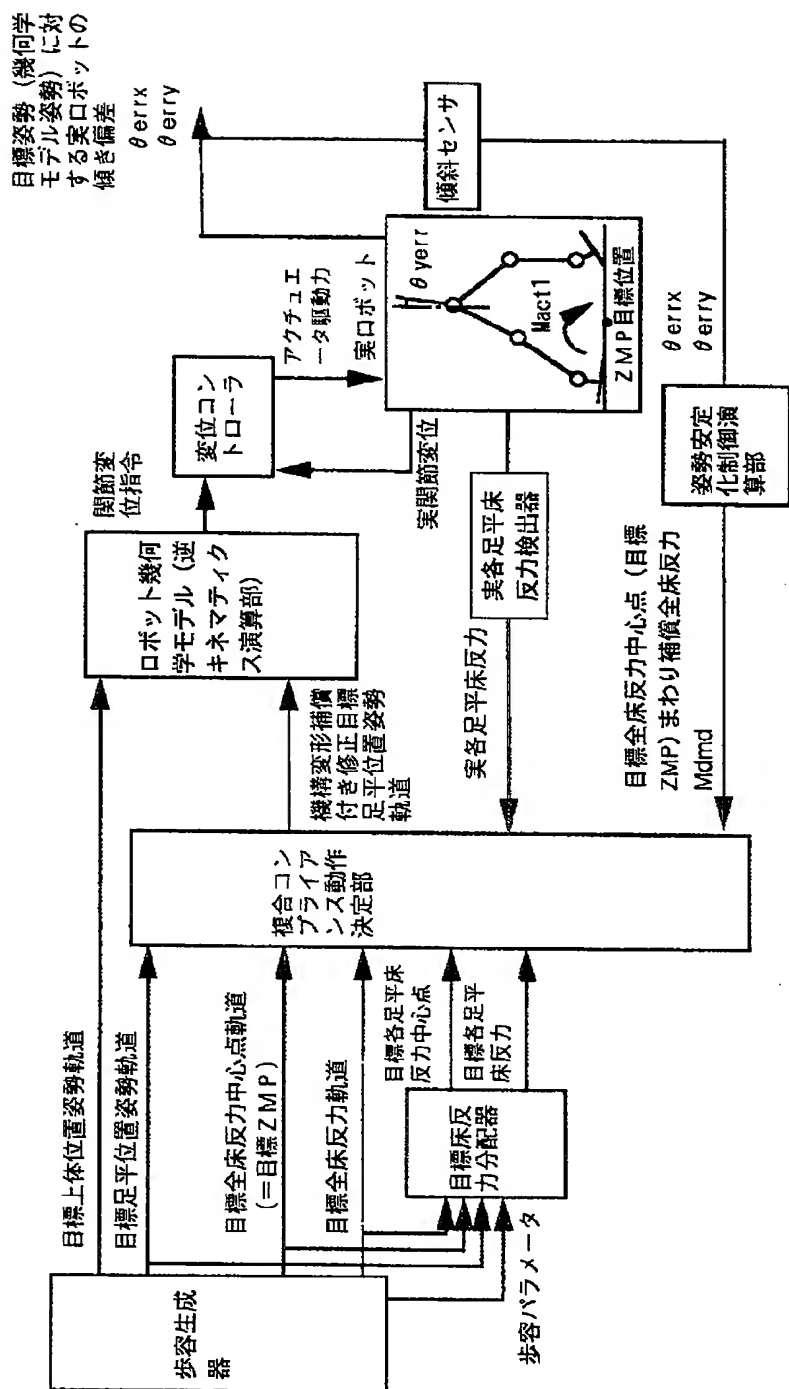 歩容生成
器
目標上体位置姿勢軌道
目標足平位置姿勢軌道
目標全床反力中心点軌道
(=目標ZMP)
目標全床反力軌道
歩容パラメータ
目標床反
力分配器
目標各足平床
反力中心点
目標各足平
床反力
複合コン
プライア
ンス動作
決定部
機構変形補償
付き修正目標
足平位置姿勢
軌道
実各足平床反力
目標全床反力中心点(目標
ZMP)まわり補償全床反力
Mdmd
ロボット幾何
学モデル(逆
キネマティク
ス演算部)
関節変
位指令
変位コン
トローラ
実関節変位
アクチュエ
ータ駆動力
実ロボット
θyerr
Mact1
ZMP目標位置
実各足平床
反力検出器
姿勢安定
化制御演
算部
θerrx
θerry
傾斜センサ
目標姿勢(幾何学
モデル姿勢)に対
する実ロボットの
傾き偏差
θerrx
θerry